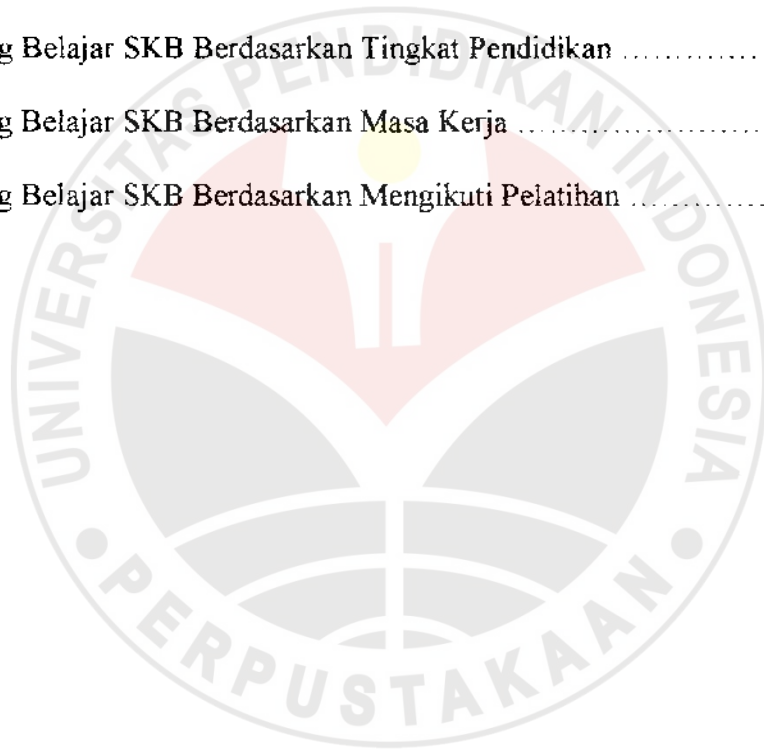 g Belajar SKB Berdasarkan Tingkat Pendidikan .............
g Belajar SKB Berdasarkan Masa Kerja ........................
g Belajar SKB Berdasarkan Mengikuti Pelatihan ..............
UNIVERSITAS PENDIDIKAN INDONESIA
PERPUSTAKAAN